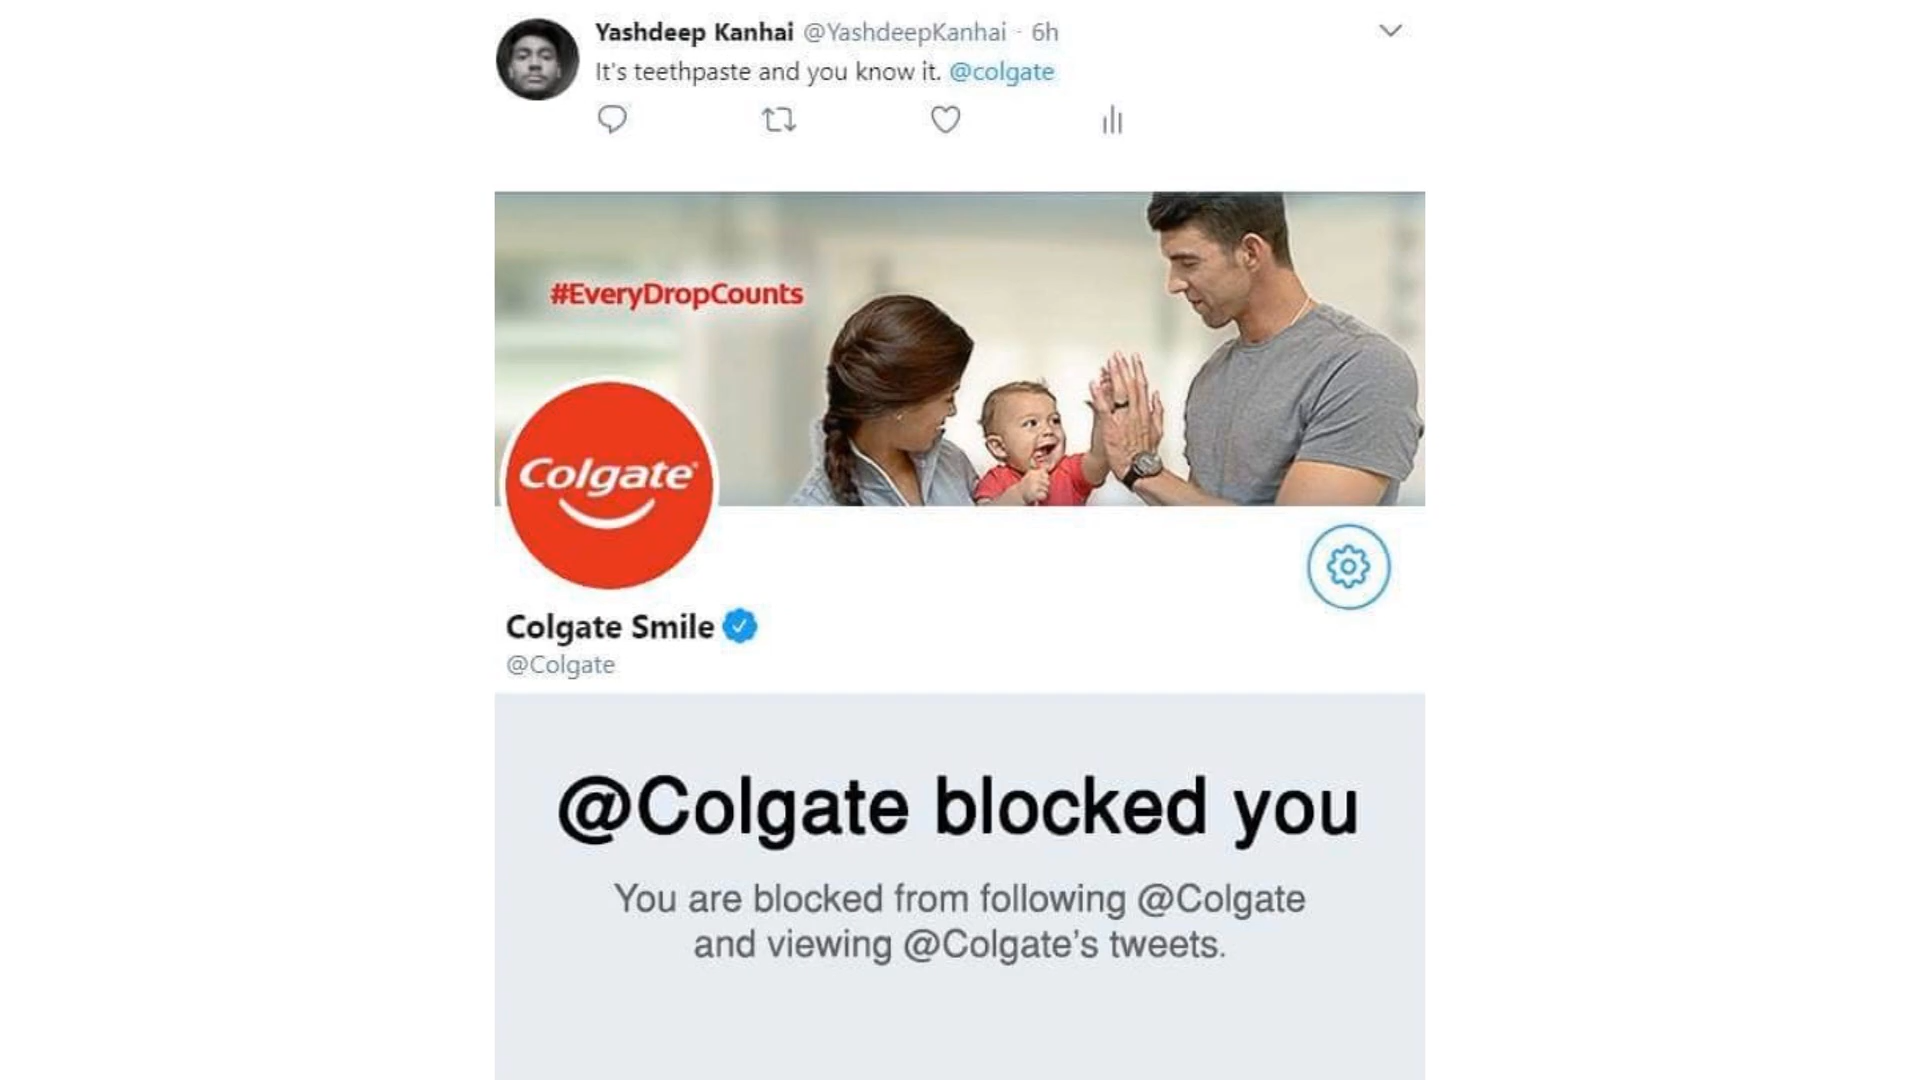 Yashdeep Kanhai @YashdeepKanhai · 6h
It's teethpaste and you know it. @colgate
#EveryDropCounts
Colgate
Colgate Smile
@Colgate
@Colgate blocked you
You are blocked from following @Colgate
and viewing @Colgate’s tweets.